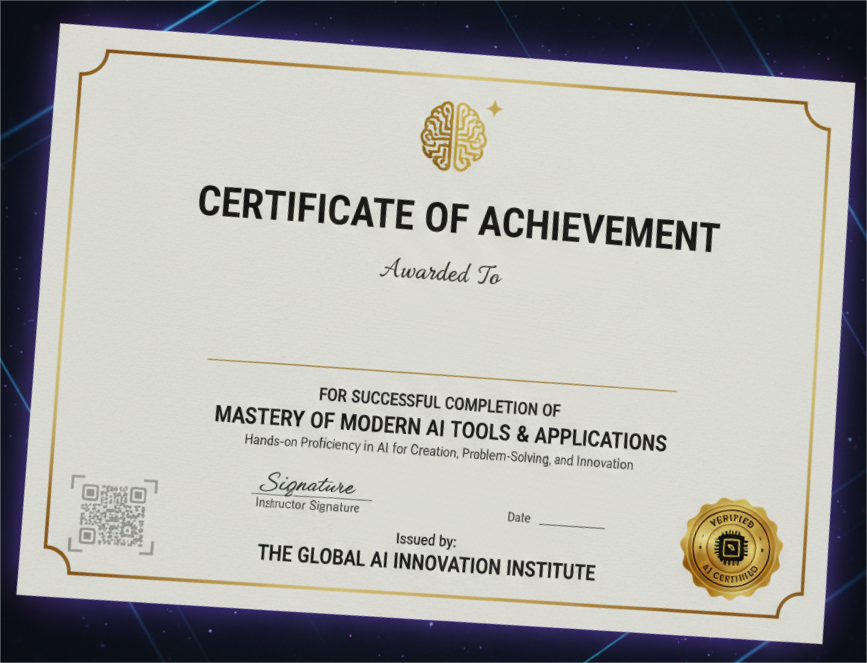 CERTIFICATE OF ACHIEVEMENT
Awarded To
FOR SUCCESSFUL COMPLETION OF
MASTERY OF MODERN AI TOOLS & APPLICATIONS
Hands-on Proficiency in AI for Creation, Problem-Solving, and Innovation
Signature
Instructor Signature
Date
Issued by:
THE GLOBAL AI INNOVATION INSTITUTE
VERIFIED
AI CERTIFIED